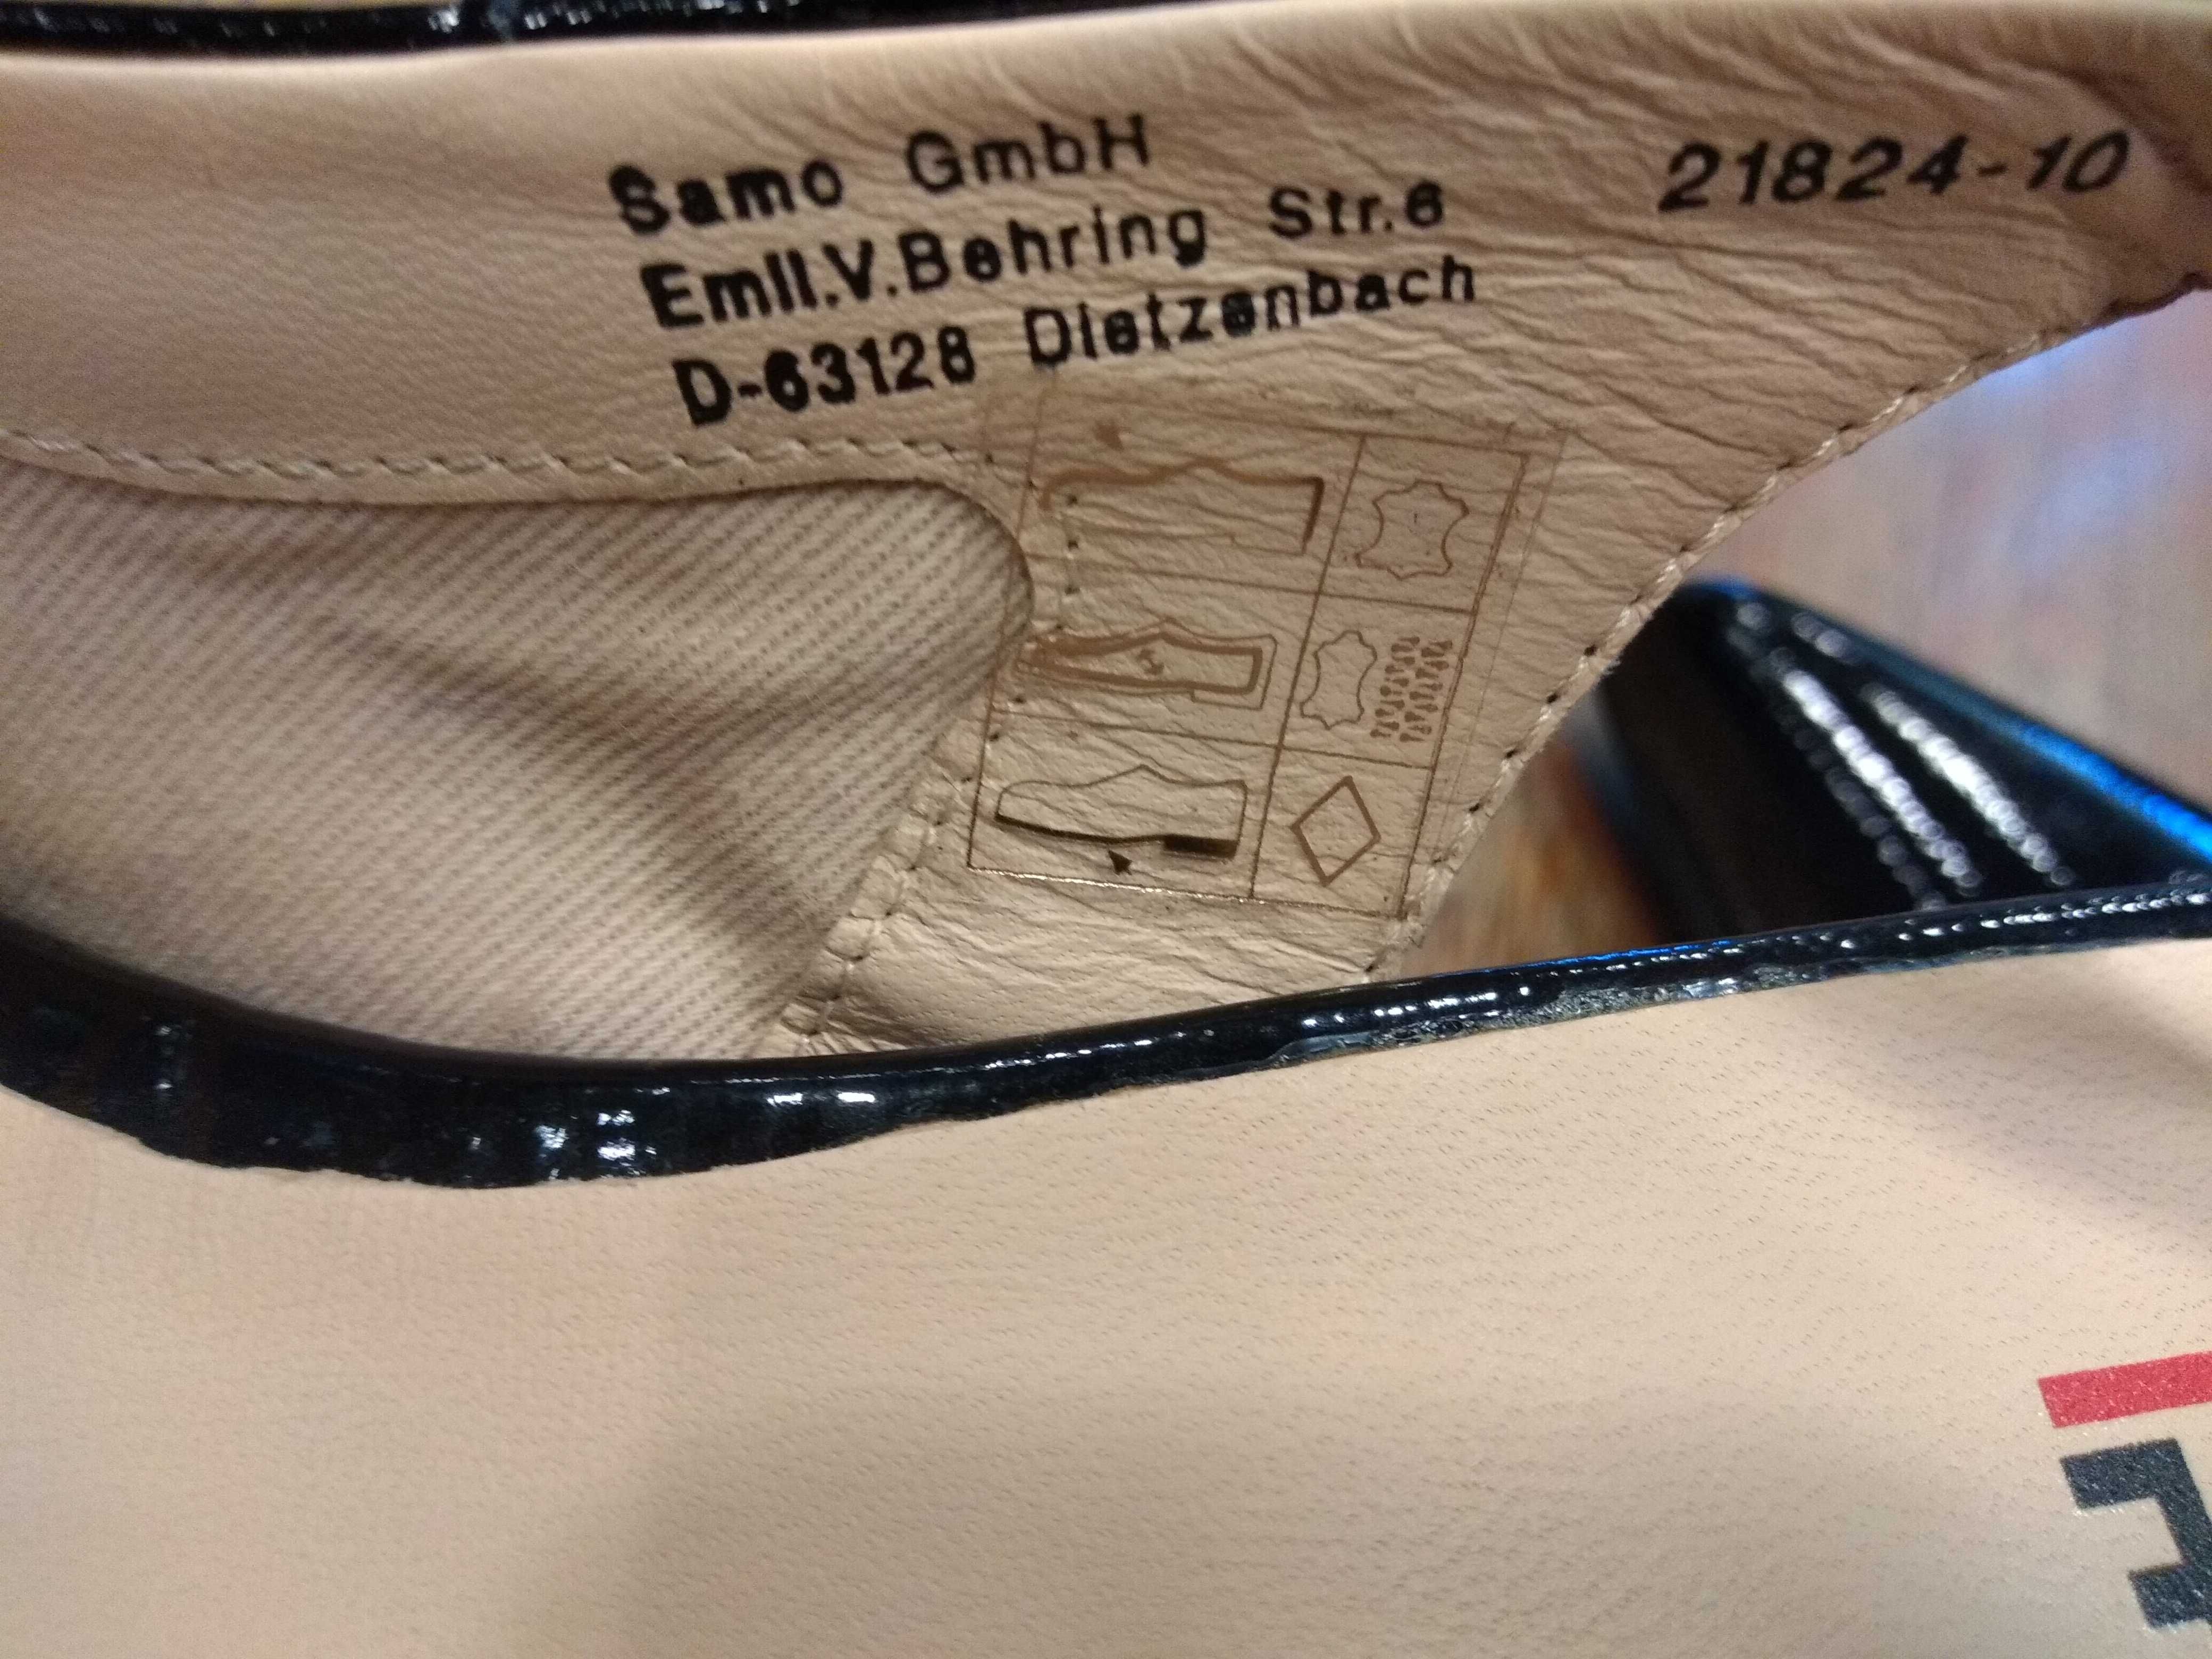 Samo GmbH
Emil.V.Behring Str.6
D-63128 Dietzenbach
21824-10